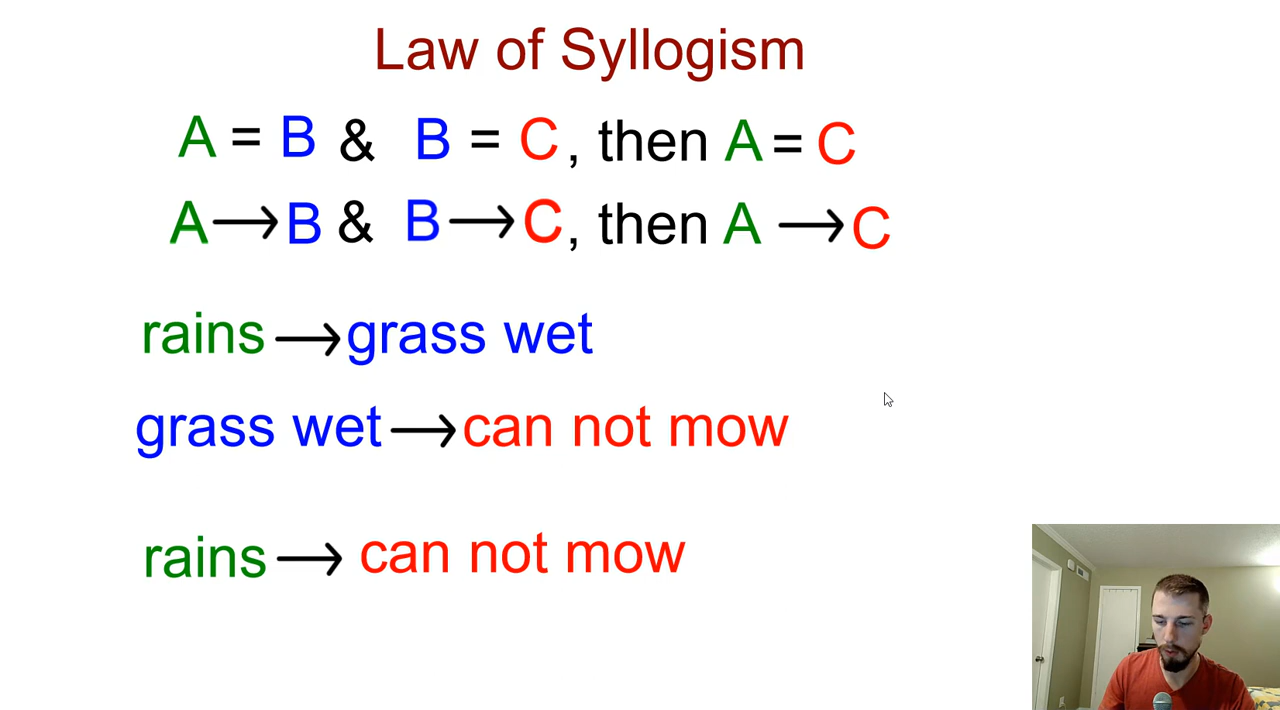 Law of Syllogism
A = B & B = C, then A = C
A → B & B → C, then A → C
rains → grass wet
grass wet → can not mow
rains → can not mow